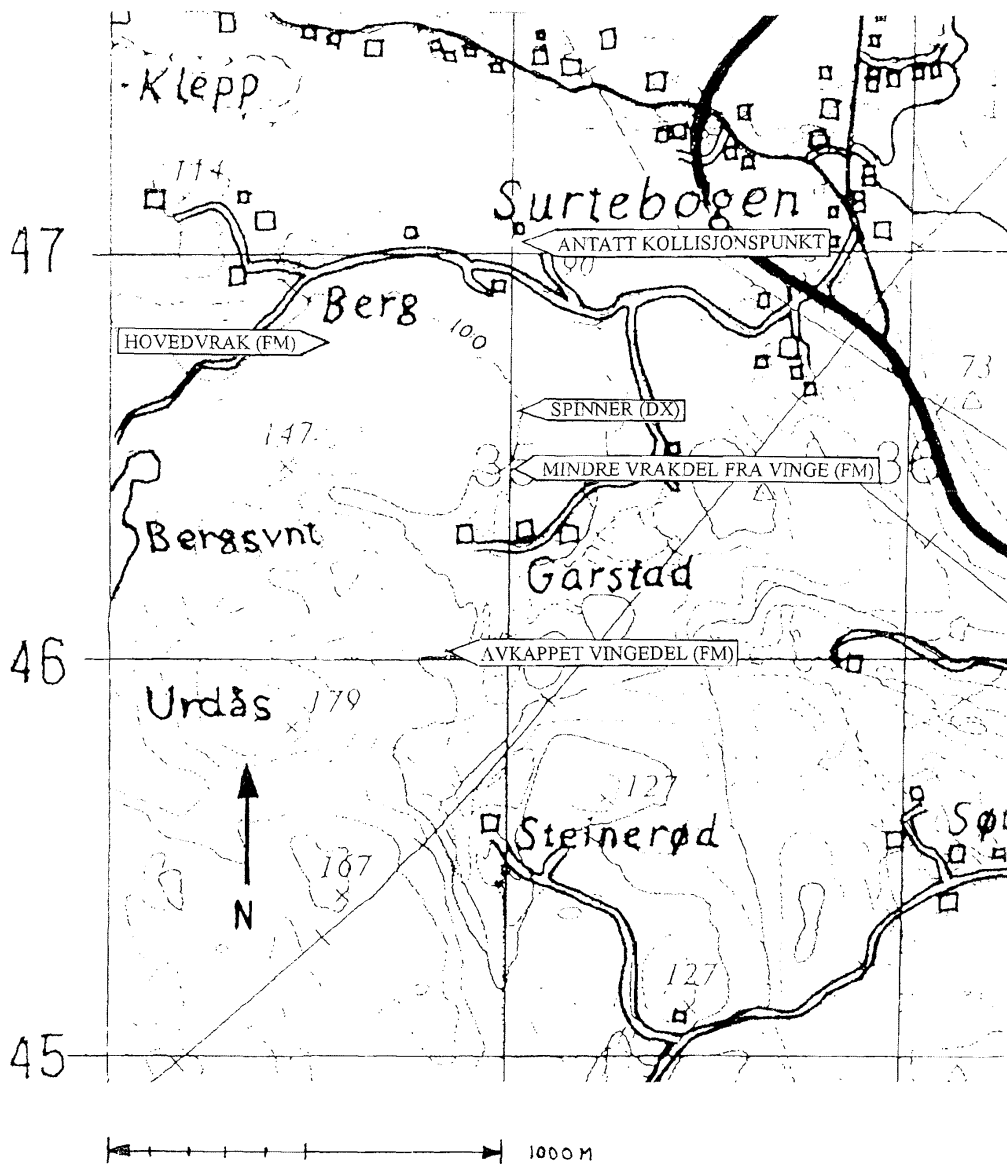 Klepp
114
Surtebogen
47
ANTATT KOLLISJONSPUNKT
90
Berg
100
HOVEDVRAK (FM)
73
SPINNER (DX)
147
35
MINDRE VRAKDEL FRA VINGE (FM)
36
Bergsvnt
Garstad
46
AVKAPPET VINGEDEL (FM)
Urdås
179
127
Steinerød
Sør
167
N
127
45
1000 M